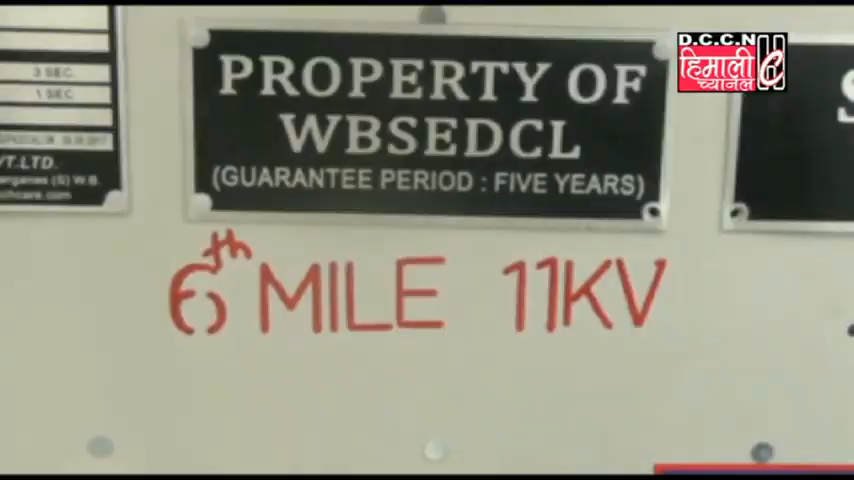 3 SEC.
1 SEC.
VT.LTD.
(S) W.B.
PROPERTY OF
WBSEDCL
(GUARANTEE PERIOD : FIVE YEARS)
6th MILE 11KV
D.C.C.N
हिमाली
च्यानल
S